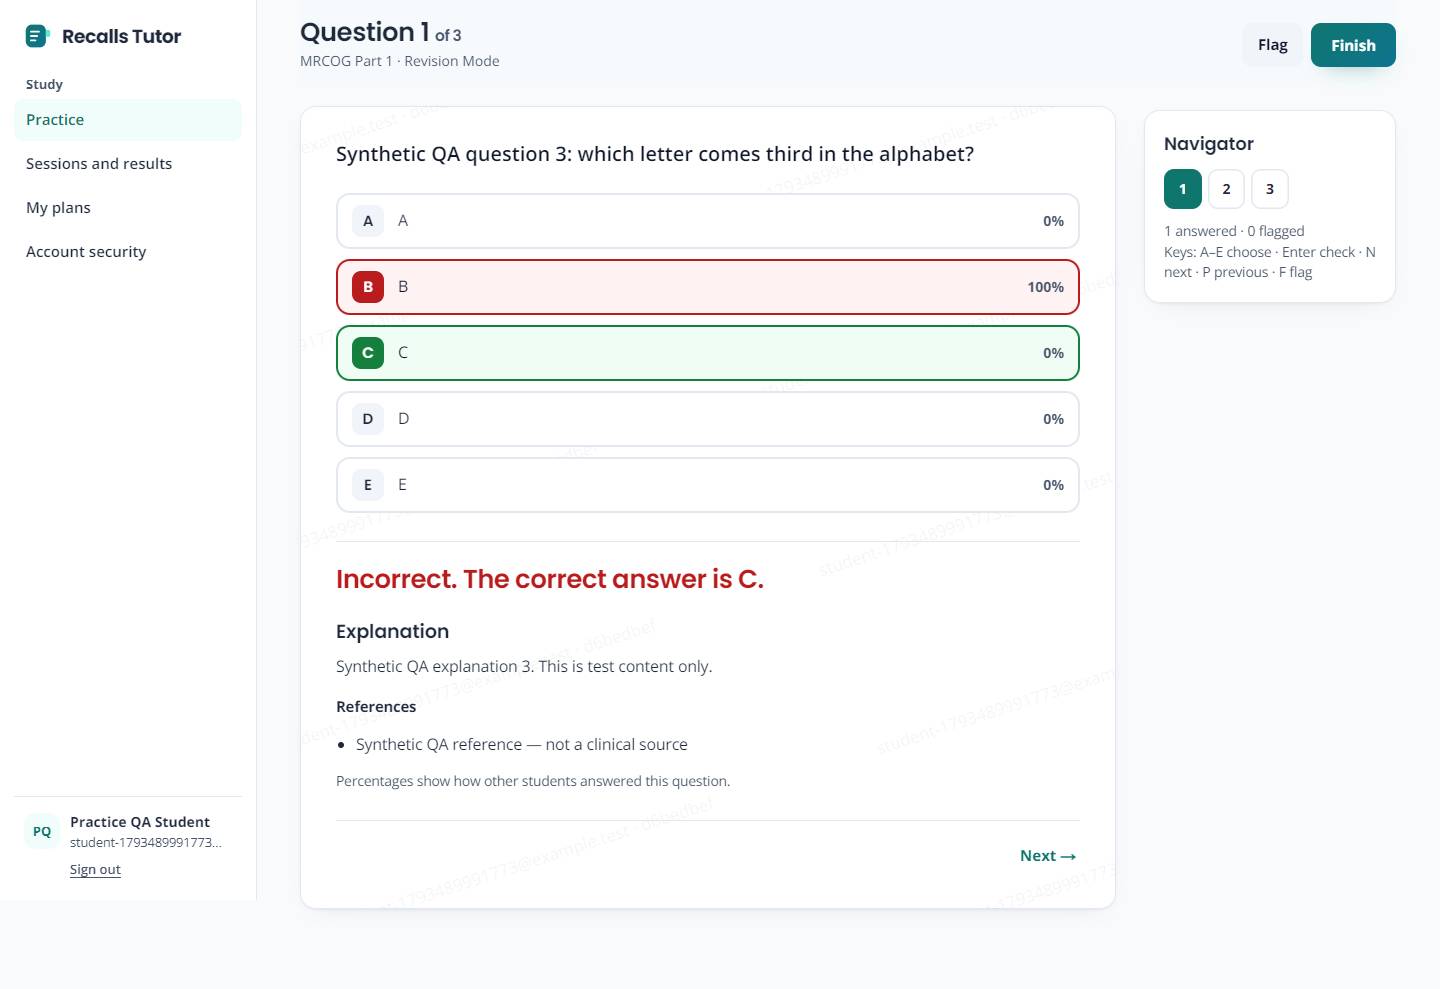 Recalls Tutor
Study
Practice
Sessions and results
My plans
Account security
PQ
Practice QA Student
student-1793489991773...
Sign out
Question 1 of 3
MRCOG Part 1 · Revision Mode
Flag
Finish
Synthetic QA question 3: which letter comes third in the alphabet?
A A 0%
B B 100%
C C 0%
D D 0%
E E 0%
Incorrect. The correct answer is C.
Explanation
Synthetic QA explanation 3. This is test content only.
References
• Synthetic QA reference — not a clinical source
Percentages show how other students answered this question.
Next →
Navigator
1 2 3
1 answered · 0 flagged
Keys: A–E choose · Enter check · N
next · P previous · F flag